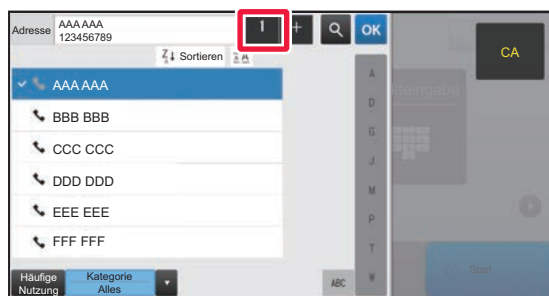 Adresse
AAA AAA
123456789
1
+
OK
CA
Sortieren
AAA AAA
BBB BBB
CCC CCC
DDD DDD
EEE EEE
FFF FFF
A
D
G
J
M
P
T
W
ABC
Häufige
Nutzung
Kategorie
Alles
kteingabe
Start